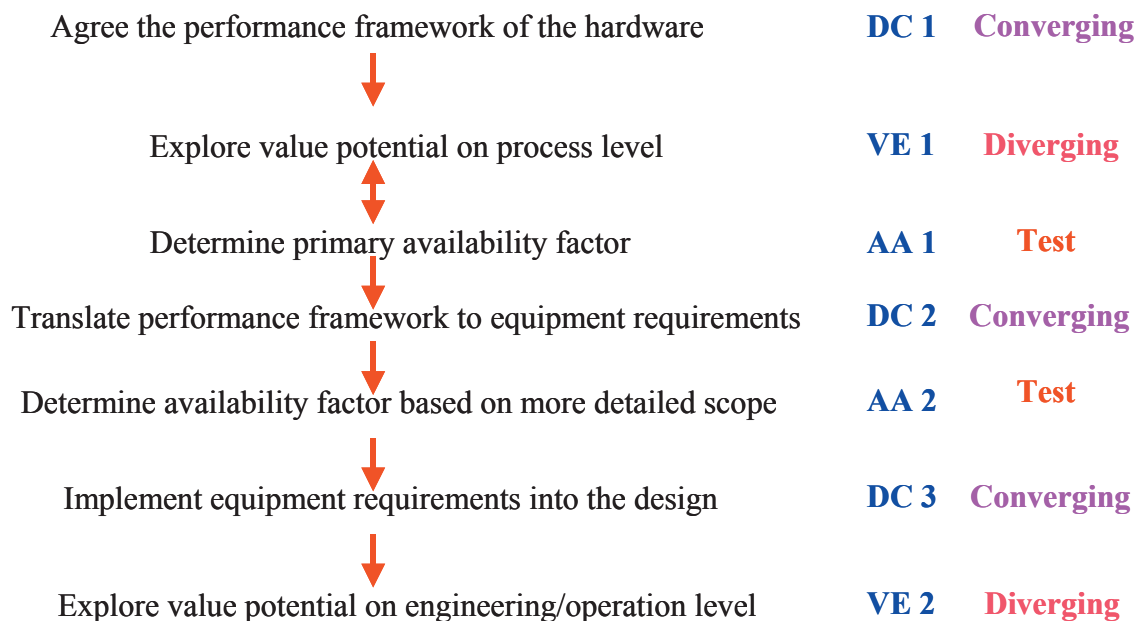 Agree the performance framework of the hardware DC 1 Converging
Explore value potential on process level VE 1 Diverging
Determine primary availability factor AA 1 Test
Translate performance framework to equipment requirements DC 2 Converging
Determine availability factor based on more detailed scope AA 2 Test
Implement equipment requirements into the design DC 3 Converging
Explore value potential on engineering/operation level VE 2 Diverging